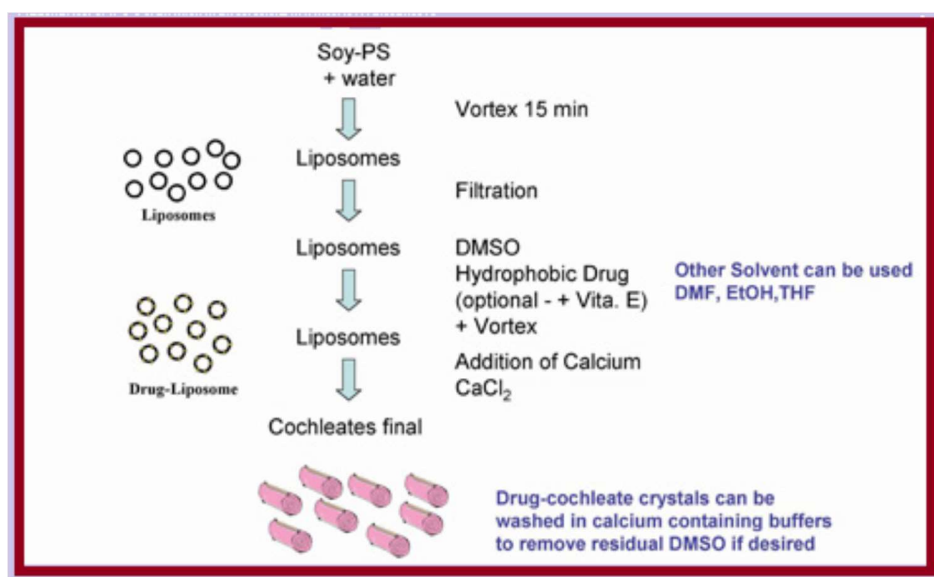 Soy-PS
+ water
Vortex 15 min
Liposomes
Liposomes
Filtration
Liposomes
DMSO
Hydrophobic Drug
(optional - + Vita. E)
+ Vortex
Other Solvent can be used
DMF, EtOH,THF
Liposomes
Drug-Liposome
Addition of Calcium
CaCl₂
Cochleates final
Drug-cochleate crystals can be
washed in calcium containing buffers
to remove residual DMSO if desired